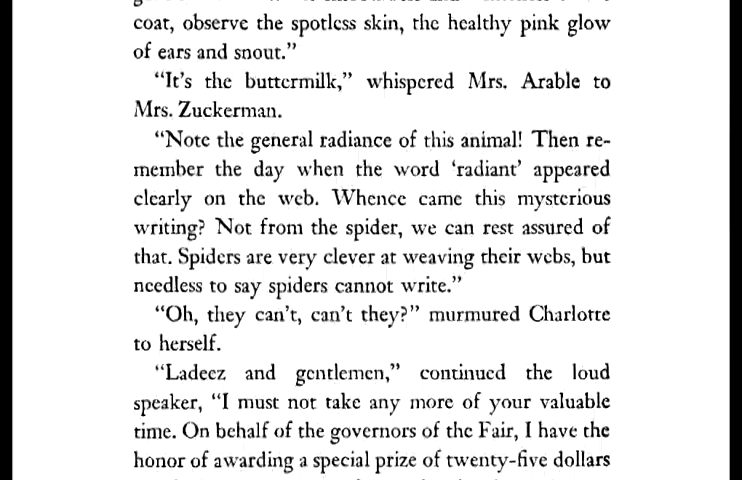 coat, observe the spotless skin, the healthy pink glow
of ears and snout."
"It's the buttermilk," whispered Mrs. Arable to
Mrs. Zuckerman.
"Note the general radiance of this animal! Then re-
member the day when the word 'radiant' appeared
clearly on the web. Whence came this mysterious
writing? Not from the spider, we can rest assured of
that. Spiders are very clever at weaving their webs, but
needless to say spiders cannot write."
"Oh, they can't, can't they?" murmured Charlotte
to herself.
"Ladeez and gentlemen," continued the loud
speaker, "I must not take any more of your valuable
time. On behalf of the governors of the Fair, I have the
honor of awarding a special prize of twenty-five dollars